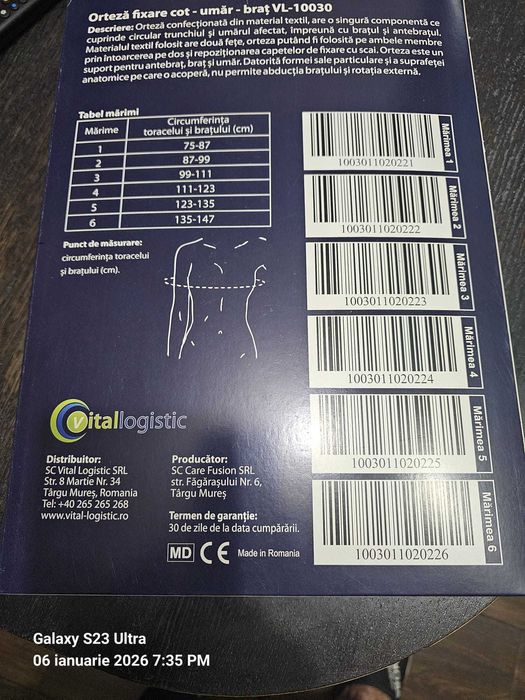 Orteză fixare cot - umăr - braț VL-10030
Descriere: Orteză confecționată din material textil, are o singură componentă ce
cuprinde circular trunchiul și umărul afectat, împreună cu brațul și antebrațul.
Materialul textil folosit are două fețe, orteza putând fi folosită pe ambele membre
prin întoarcerea pe dos și repoziționarea capetelor de fixare cu scai. Orteza este un
suport pentru antebraț, braț și umăr. Datorită formei sale particulare și a suprafeței
anatomice pe care o acoperă, nu permite abducția brațului și rotația externă.
Tabel mărimi
Mărime
Circumferința
toracelui și brațului (cm)
1 75-87
2 87-99
3 99-111
4 111-123
5 123-135
6 135-147
Punct de măsurare:
circumferința toracelui
și brațului (cm).
1003011020221
Mărimea 1
1003011020222
Mărimea 2
1003011020223
Mărimea 3
1003011020224
Mărimea 4
1003011020225
Mărimea 5
1003011020226
Mărimea 6
vitallogistic
Distribuitor:
SC Vital Logistic SRL
Str. 8 Martie Nr. 34
Târgu Mureș, Romania
Tel: +40 265 265 268
www.vital-logistic.ro
Producător:
SC Care Fusion SRL
str. Făgărașului Nr. 6,
Târgu Mureș
Termen de garanție:
30 de zile de la data cumpărării.
MD CE Made in Romania
Galaxy S23 Ultra
06 ianuarie 2026 7:35 PM